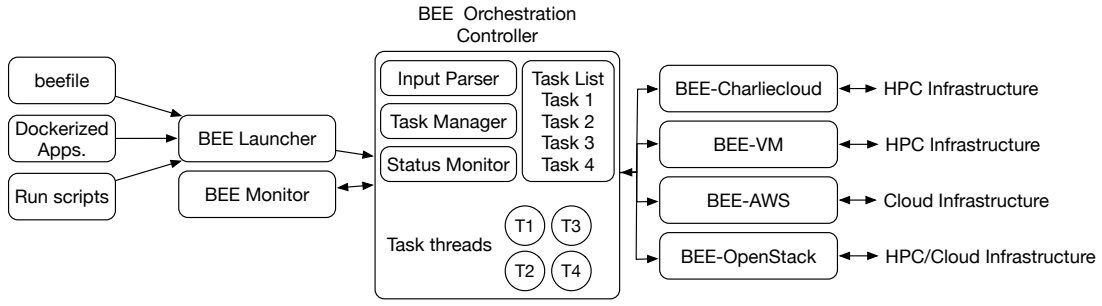 BEE Orchestration
Controller
beefile
Dockerized
Apps.
Run scripts
BEE Launcher
BEE Monitor
Input Parser
Task Manager
Status Monitor
Task List
Task 1
Task 2
Task 3
Task 4
Task threads
T1
T3
T2
T4
BEE-Charliecloud
HPC Infrastructure
BEE-VM
HPC Infrastructure
BEE-AWS
Cloud Infrastructure
BEE-OpenStack
HPC/Cloud Infrastructure